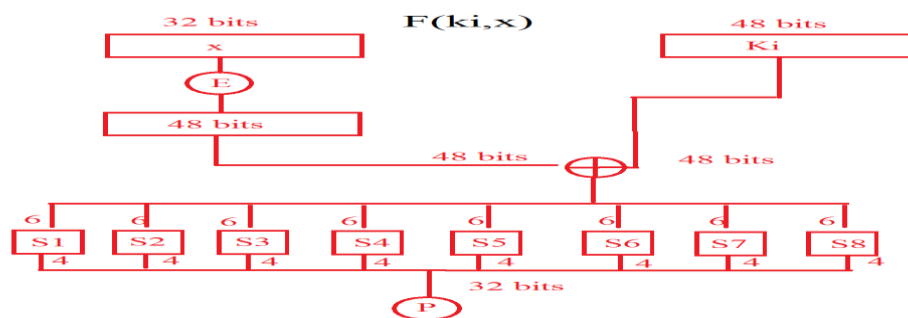 32 bits F(ki,x) 48 bits
x Ki
E
48 bits
48 bits 48 bits
6 6 6 6 6 6 6 6
S1 S2 S3 S4 S5 S6 S7 S8
4 4 4 4 4 4 4 4
32 bits
P